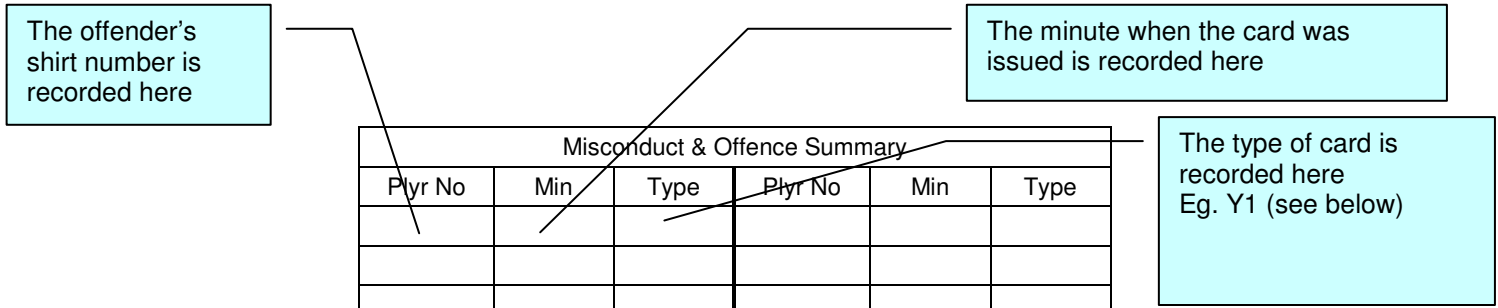 The offender’s
shirt number is
recorded here
The minute when the card was
issued is recorded here
The type of card is
recorded here
Eg. Y1 (see below)
Misconduct & Offence Summary
Plyr No Min Type Plyr No Min Type